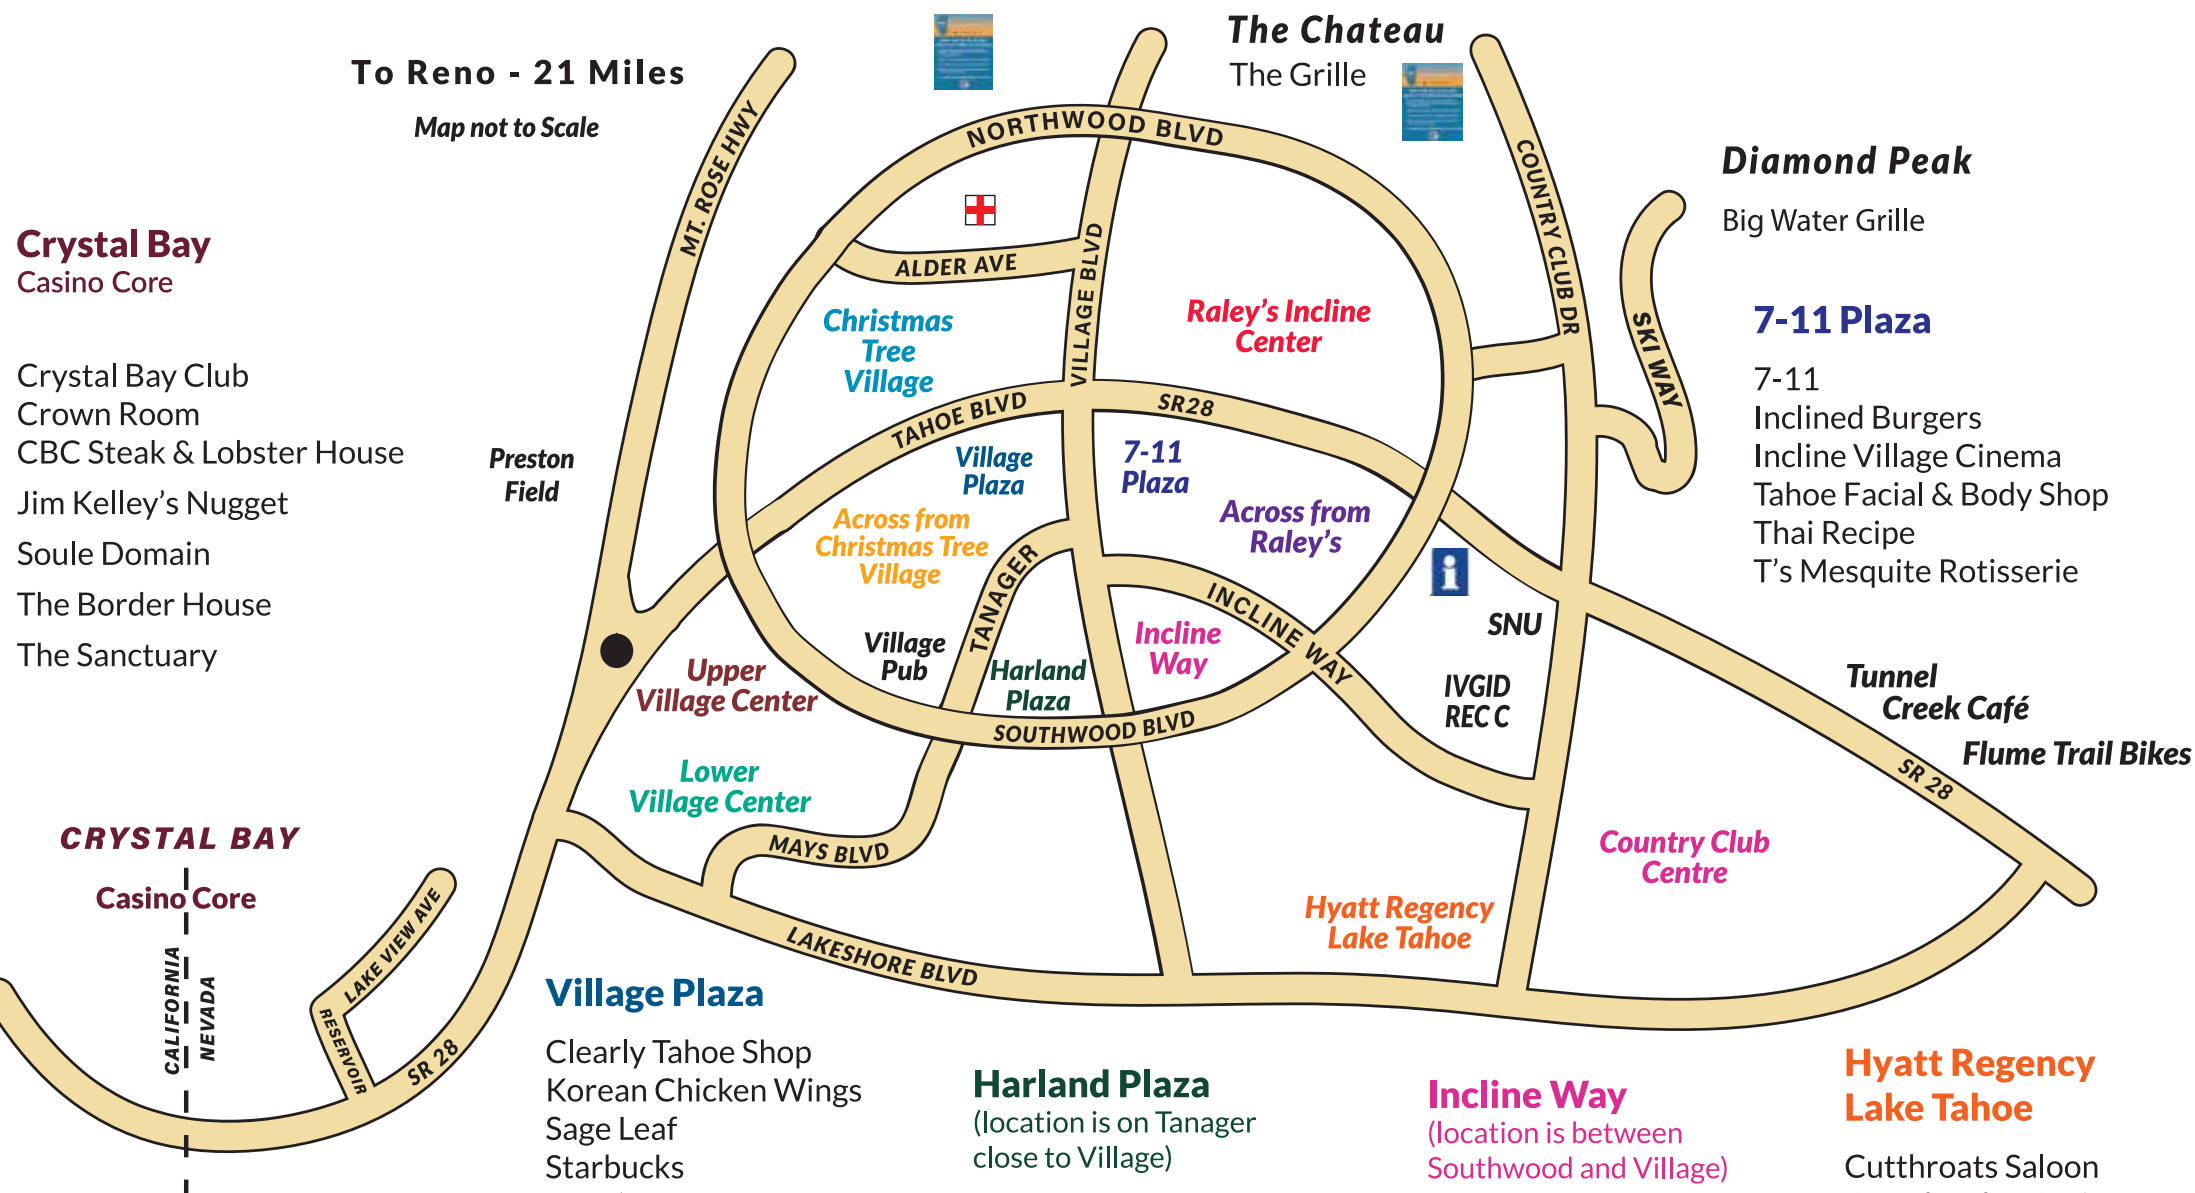 To Reno - 21 Miles
Map not to Scale
The Chateau
The Grille
Diamond Peak
Big Water Grille
7-11 Plaza
7-11
Inclined Burgers
Incline Village Cinema
Tahoe Facial & Body Shop
Thai Recipe
T's Mesquite Rotisserie
Crystal Bay
Casino Core
Crystal Bay Club
Crown Room
CBC Steak & Lobster House
Jim Kelley's Nugget
Soule Domain
The Border House
The Sanctuary
MT. ROSE HWY
NORTHWOOD BLVD
COUNTRY CLUB DR
SKI WAY
ALDER AVE
VILLAGE BLVD
Christmas
Tree
Village
Raley's Incline
Center
TAHOE BLVD
SR28
Preston
Field
Village
Plaza
7-11
Plaza
Across from
Christmas Tree
Village
Across from
Raley's
TANAGER
INCLINE WAY
i
SNU
Village
Pub
Harland
Plaza
Incline
Way
Upper
Village Center
IVGID
REC C
SOUTHWOOD BLVD
Tunnel
Creek Café
Flume Trail Bikes
SR 28
Lower
Village Center
MAYS BLVD
Country Club
Centre
Hyatt Regency
Lake Tahoe
LAKESHORE BLVD
CRYSTAL BAY
Casino Core
CALIFORNIA
NEVADA
LAKE VIEW AVE
RESERVOIR
SR 28
Village Plaza
Clearly Tahoe Shop
Korean Chicken Wings
Sage Leaf
Starbucks
Harland Plaza
(location is on Tanager
close to Village)
Incline Way
(location is between
Southwood and Village)
Hyatt Regency
Lake Tahoe
Cutthroats Saloon